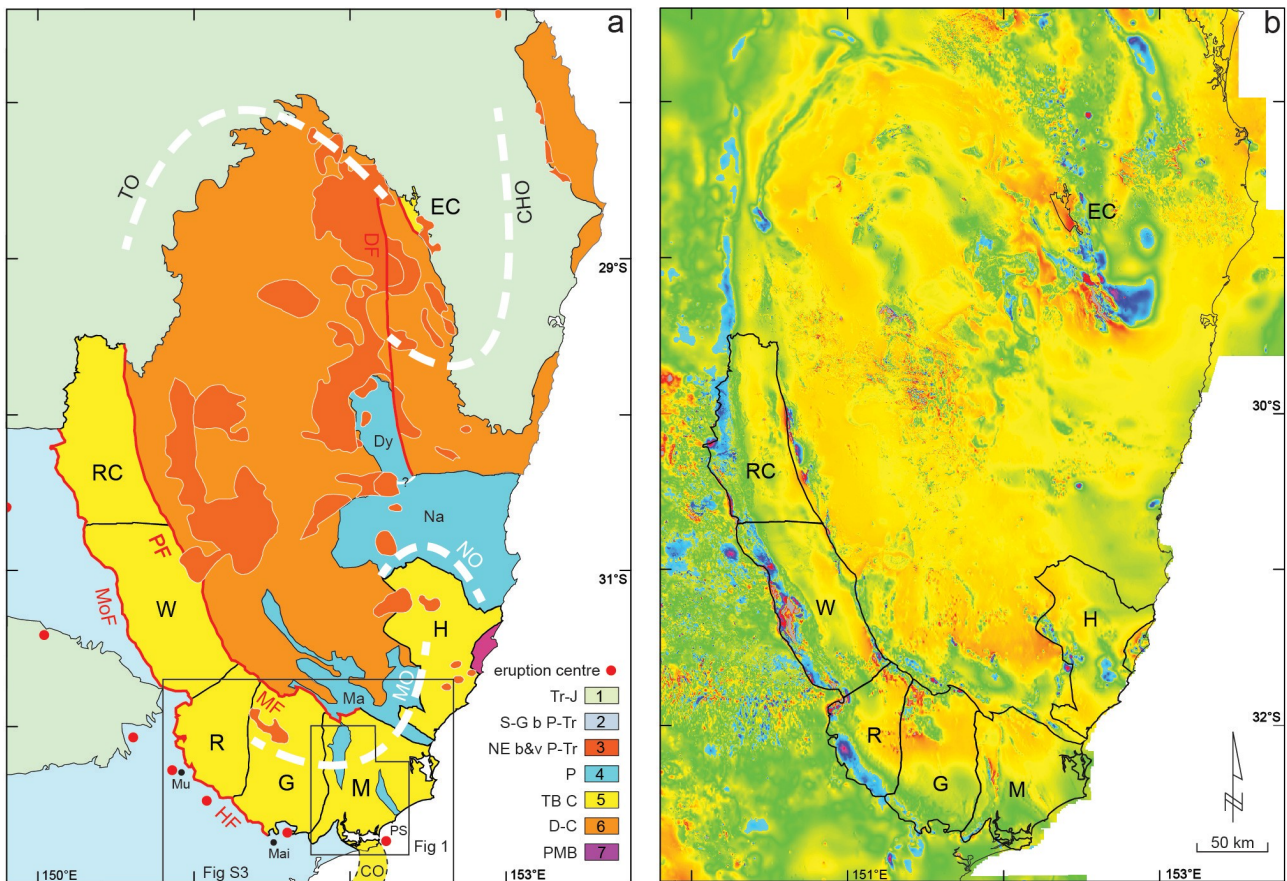 a
TO
CHO
EC
DF
29°S
Dy
?
RC
Na
PF
NO
31°S
MoF
W
H
eruption centre
Tr-J 1
S-G b P-Tr 2
NE b&v P-Tr 3
P 4
TB C 5
D-C 6
PMB 7
Ma
MO
MF
R
G
M
Mu
HF
Mai
PS
Fig 1
Fig S3
CO
150°E
153°E
b
EC
30°S
RC
W
H
32°S
R
G
M
50 km
151°E
153°E